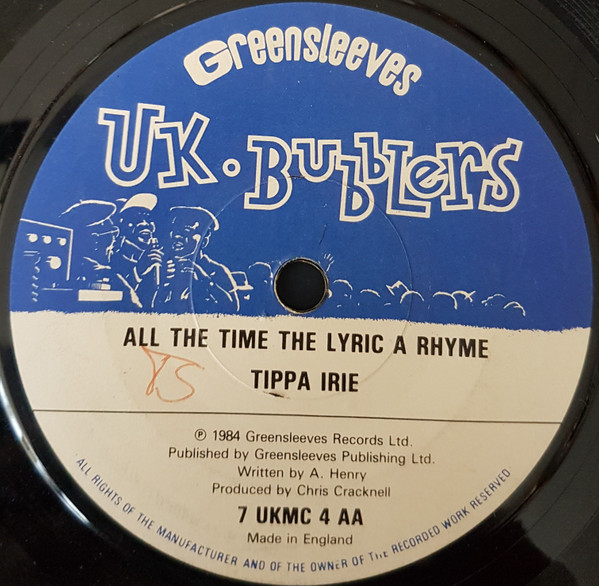 Greensleeves
UK·BUBBLERS
ALL THE TIME THE LYRIC A RHYME
TS
TIPPA IRIE
℗ 1984 Greensleeves Records Ltd.
Published by Greensleeves Publishing Ltd.
Written by A. Henry
Produced by Chris Cracknell
7 UKMC 4 AA
Made in England
ALL RIGHTS OF THE MANUFACTURER AND OF THE OWNER OF THE RECORDED WORK RESERVED